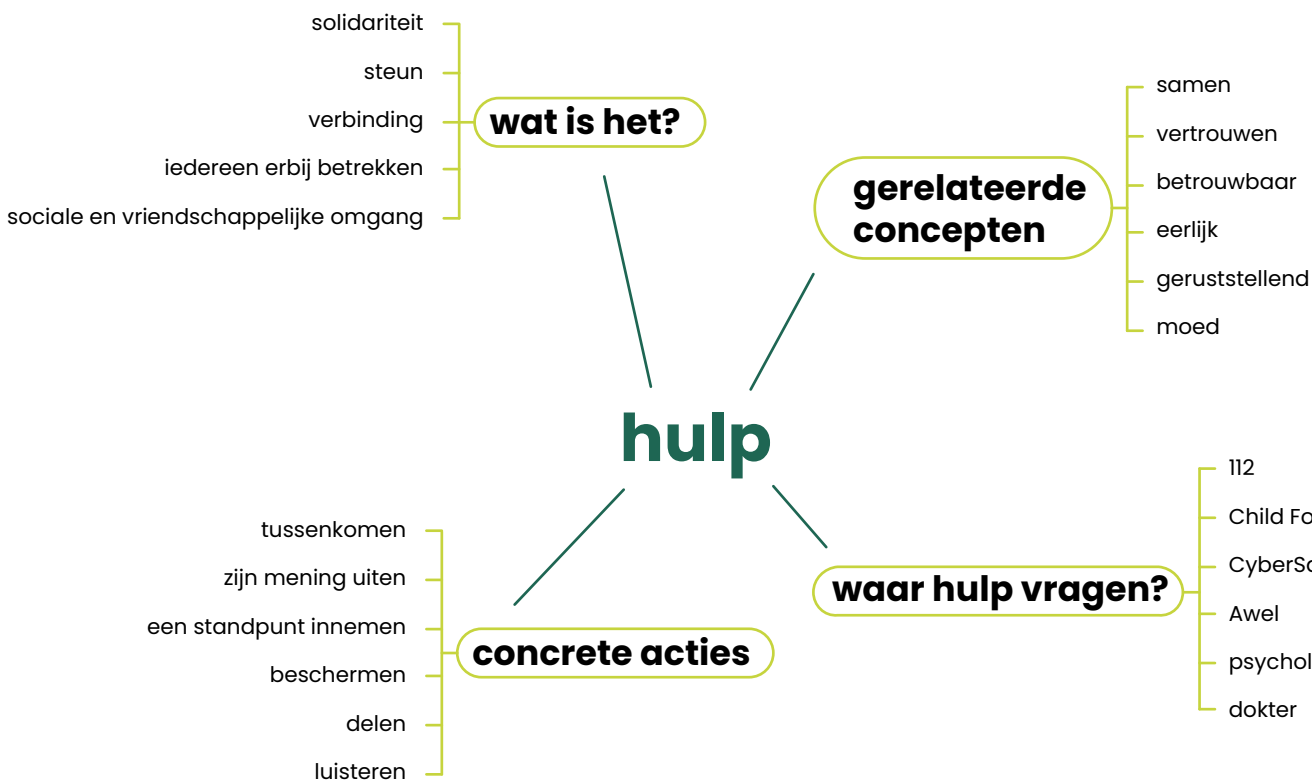 solidariteit
steun
verbinding
iedereen erbij betrekken
sociale en vriendschappelijke omgang
wat is het?
gerelateerde
concepten
samen
vertrouwen
betrouwbaar
eerlijk
geruststellend
moed
hulp
tussenkomen
zijn mening uiten
een standpunt innemen
beschermen
delen
luisteren
concrete acties
waar hulp vragen?
112
Child
Awel
dokter